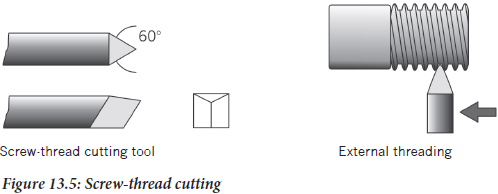 60°
Screw-thread cutting tool
External threading
Figure 13.5: Screw-thread cutting